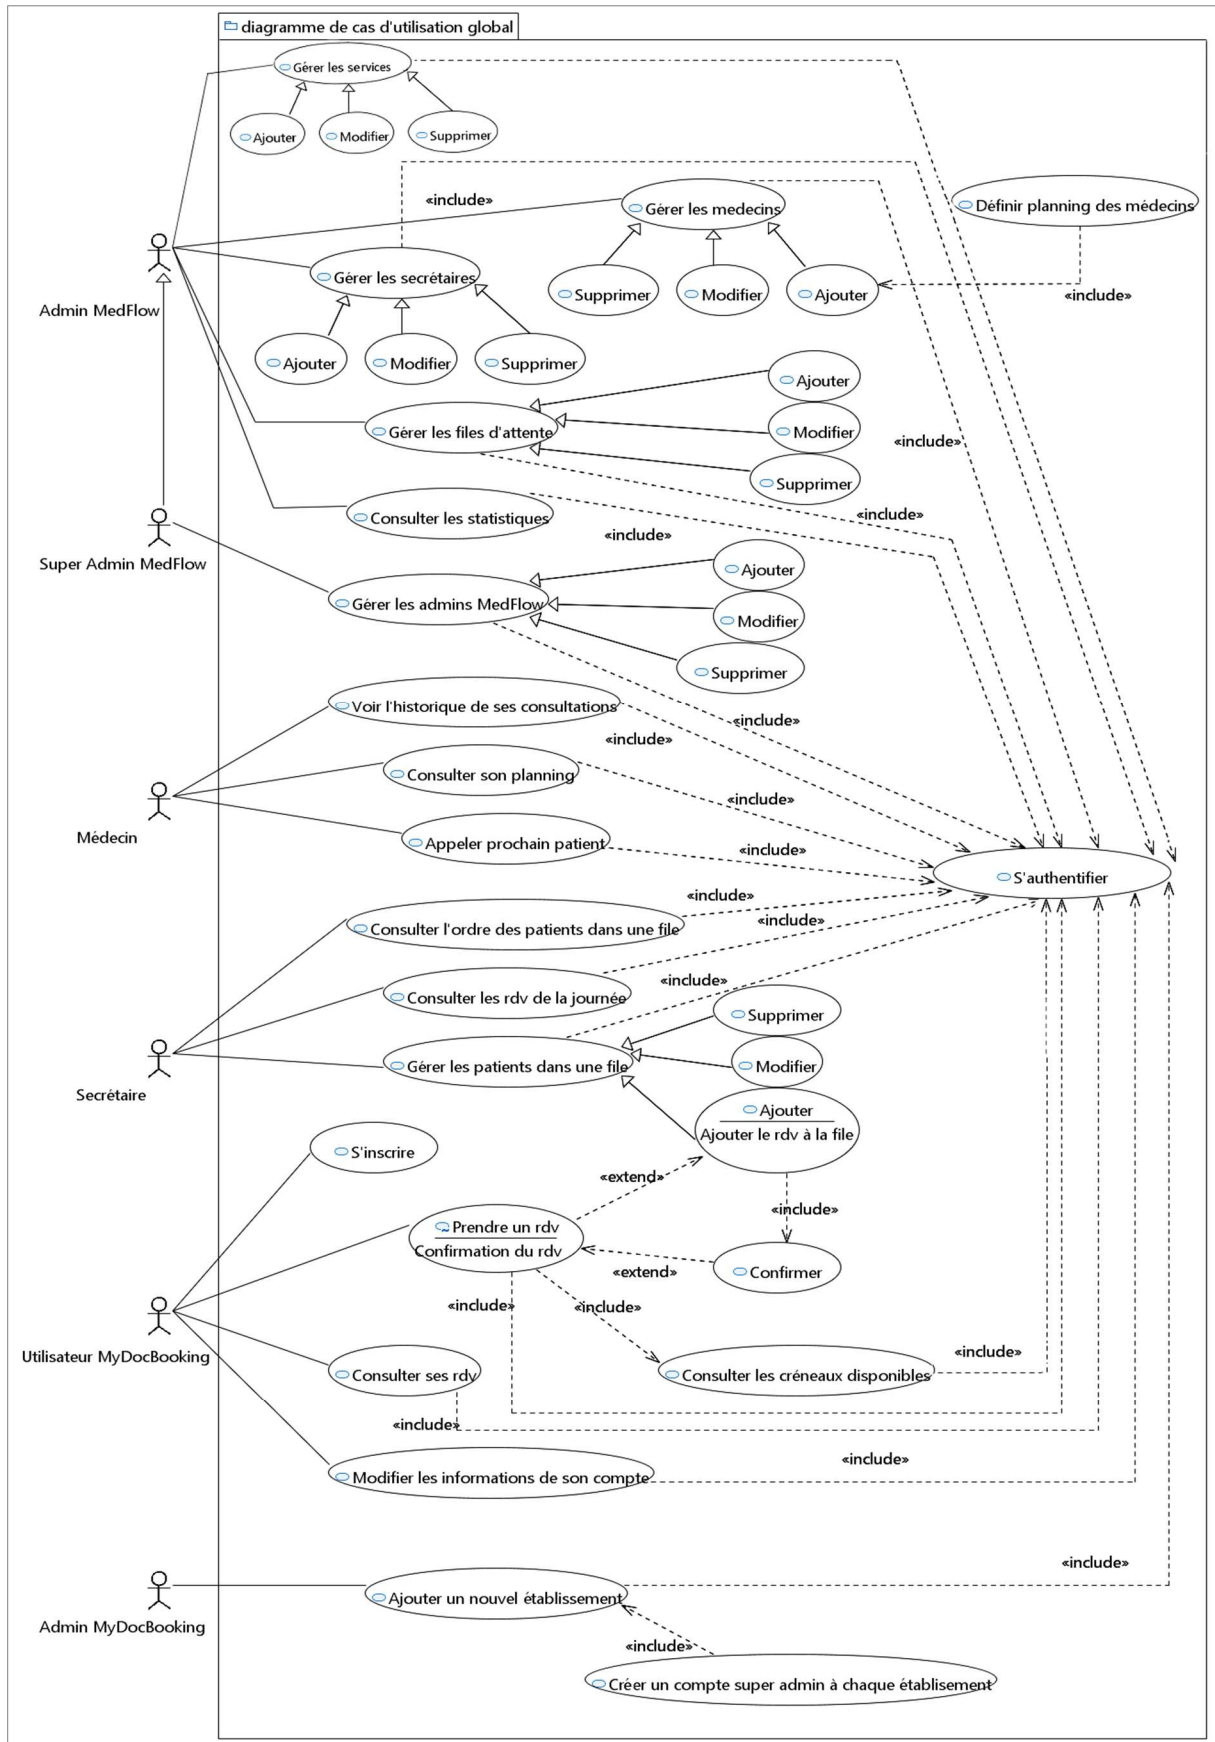 diagramme de cas d'utilisation global
Gérer les services
Ajouter
Modifier
Supprimer
«include»
Gérer les medecins
Définir planning des médecins
Gérer les secrétaires
Supprimer
Modifier
Ajouter
«include»
Admin MedFlow
Ajouter
Modifier
Supprimer
Ajouter
Gérer les files d'attente
Modifier
«include»
Supprimer
Consulter les statistiques
«include»
«include»
Super Admin MedFlow
Ajouter
Gérer les admins MedFlow
Modifier
Supprimer
Voir l'historique de ses consultations
«include»
«include»
Consulter son planning
«include»
Médecin
Appeler prochain patient
«include»
S'authentifier
«include»
Consulter l'ordre des patients dans une file
«include»
«include»
Consulter les rdv de la journée
Supprimer
Gérer les patients dans une file
Modifier
Secrétaire
Ajouter
Ajouter le rdv à la file
S'inscrire
«extend»
«include»
Prendre un rdv
Confirmation du rdv
«extend»
Confirmer
«include»
«include»
Utilisateur MyDocBooking
«include»
Consulter ses rdv
Consulter les créneaux disponibles
«include»
«include»
Modifier les informations de son compte
«include»
Ajouter un nouvel établissement
Admin MyDocBooking
«include»
Créer un compte super admin à chaque établisement